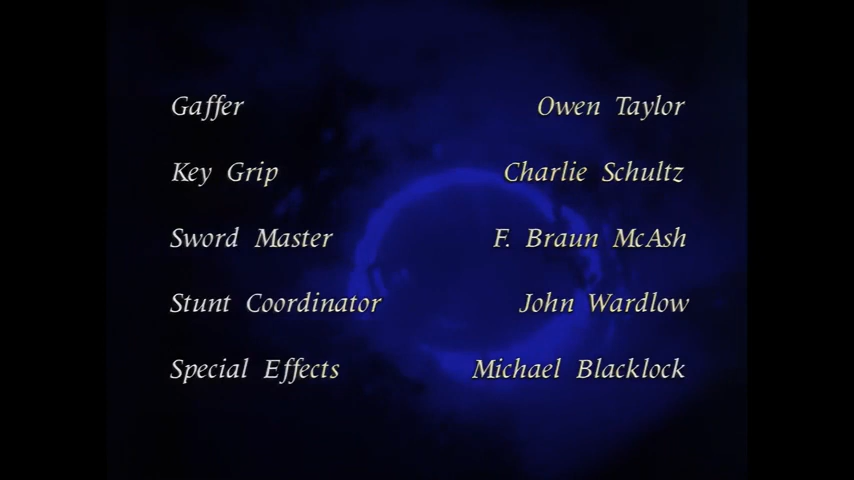 Gaffer Owen Taylor
Key Grip Charlie Schultz
Sword Master F. Braun McAsh
Stunt Coordinator John Wardlow
Special Effects Michael Blacklock